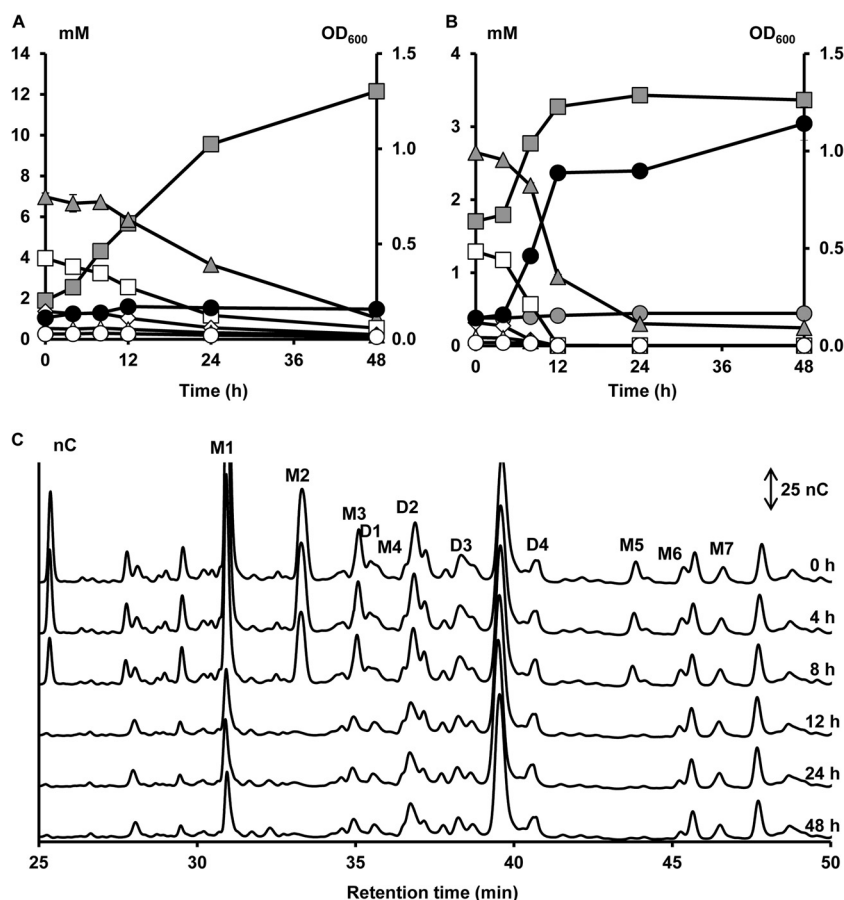 A
mM
OD600
14
12
10
8
6
4
2
0
1.5
1.0
0.5
0.0
0 12 24 36 48
Time (h)
B
mM
OD600
4
3
2
1
0
1.5
1.0
0.5
0.0
0 12 24 36 48
Time (h)
C
nC
M1
M2
M3
D1
M4
D2
D3
D4
M5
M6
M7
25 nC
0 h
4 h
8 h
12 h
24 h
48 h
25 30 35 40 45 50
Retention time (min)